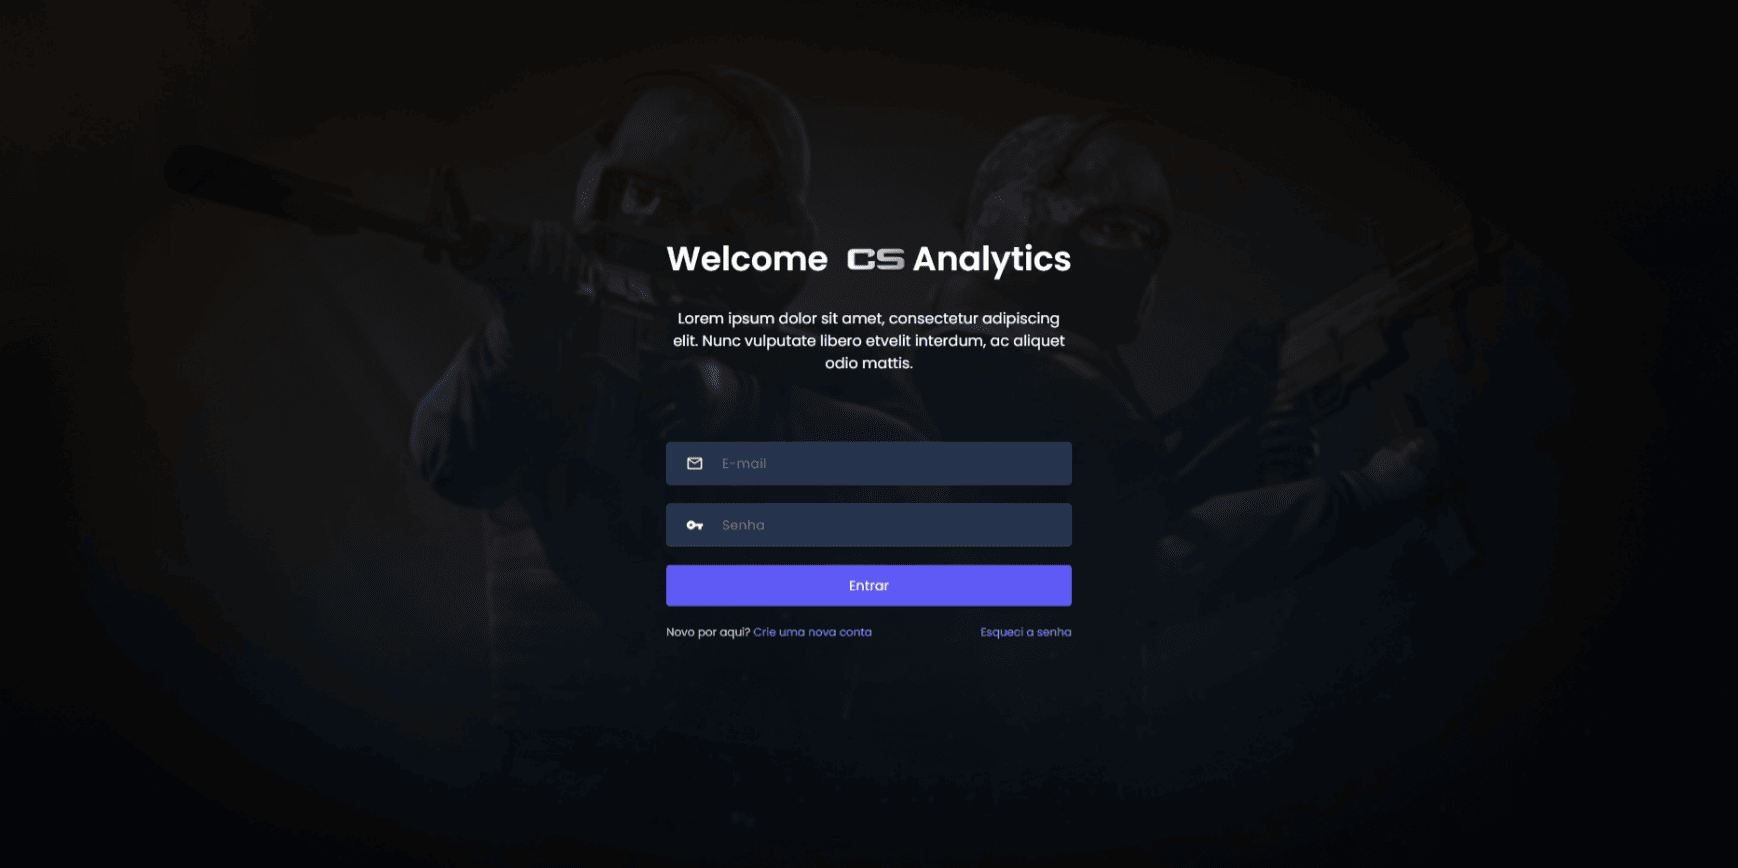 Welcome CS Analytics
Lorem ipsum dolor sit amet, consectetur adipiscing
elit. Nunc vulputate libero etvelit interdum, ac aliquet
odio mattis.
E-mail
Senha
Entrar
Novo por aqui? Crie uma nova conta
Esqueci a senha